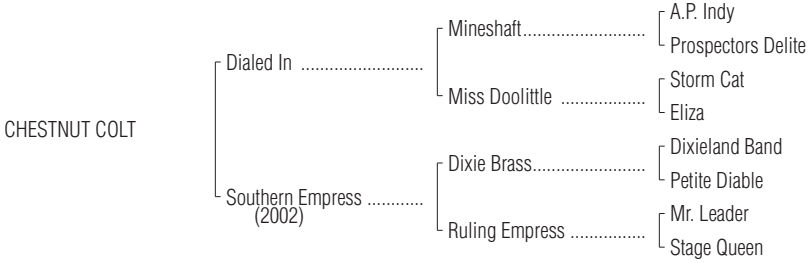 A.P. Indy
Mineshaft..........................
Prospectors Delite
Dialed In ..........................
Storm Cat
Miss Doolittle ..................
Eliza
CHESTNUT COLT
Dixieland Band
Dixie Brass........................
Petite Diable
Southern Empress ............
(2002)
Mr. Leader
Ruling Empress ................
Stage Queen